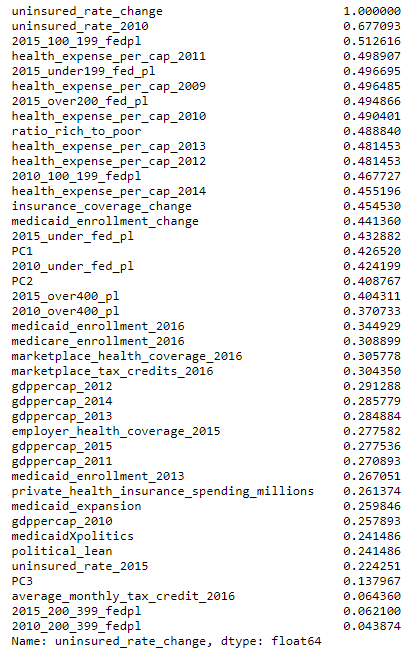 uninsured_rate_change 1.000000
uninsured_rate_2010 0.677093
2015_100_199_fedpl 0.512616
health_expense_per_cap_2011 0.498907
2015_under199_fed_pl 0.496695
health_expense_per_cap_2009 0.496485
2015_over200_fed_pl 0.494866
health_expense_per_cap_2010 0.490401
ratio_rich_to_poor 0.488840
health_expense_per_cap_2013 0.481453
health_expense_per_cap_2012 0.481453
2010_100_199_fedpl 0.467727
health_expense_per_cap_2014 0.455196
insurance_coverage_change 0.454530
medicaid_enrollment_change 0.441360
2015_under_fed_pl 0.432882
PC1 0.426520
2010_under_fed_pl 0.424199
PC2 0.408767
2015_over400_pl 0.404311
2010_over400_pl 0.370733
medicaid_enrollment_2016 0.344929
medicare_enrollment_2016 0.308899
marketplace_health_coverage_2016 0.305778
marketplace_tax_credits_2016 0.304350
gdppercap_2012 0.291288
gdppercap_2014 0.285779
gdppercap_2013 0.284884
employer_health_coverage_2015 0.277582
gdppercap_2015 0.277536
gdppercap_2011 0.270893
medicaid_enrollment_2013 0.267051
private_health_insurance_spending_millions 0.261374
medicaid_expansion 0.259846
gdppercap_2010 0.257893
medicaidXpolitics 0.241486
political_lean 0.241486
uninsured_rate_2015 0.224251
PC3 0.137967
average_monthly_tax_credit_2016 0.064360
2015_200_399_fedpl 0.062100
2010_200_399_fedpl 0.043874
Name: uninsured_rate_change, dtype: float64